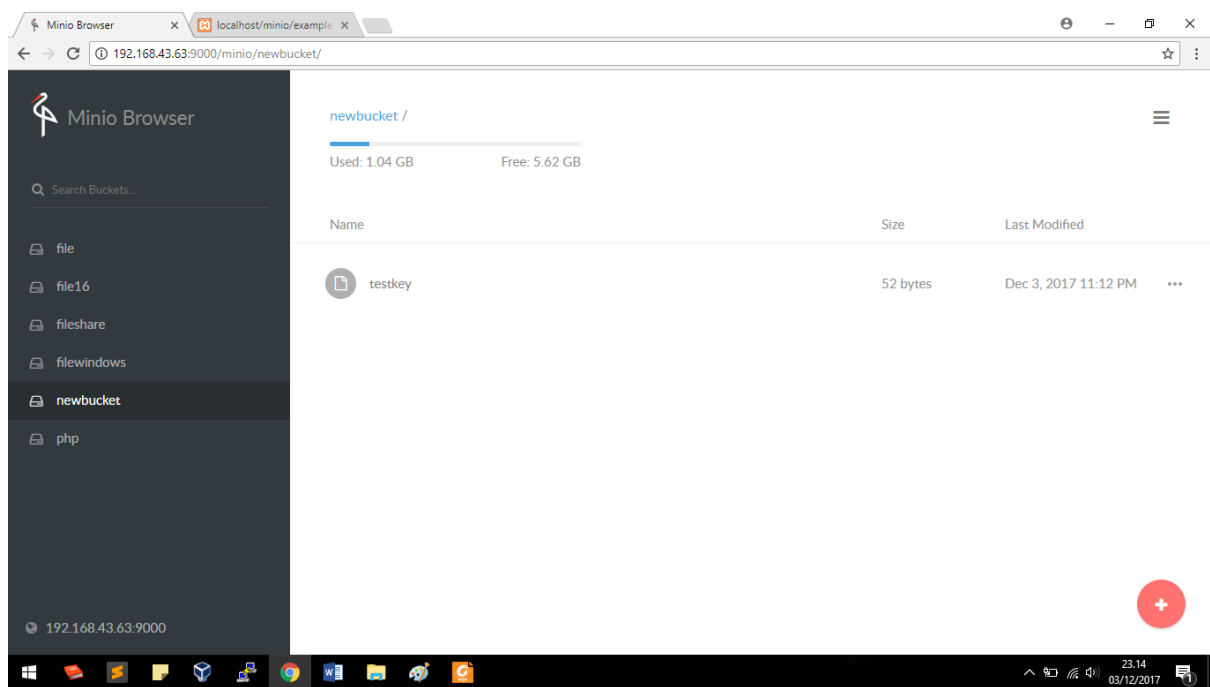 Minio Browser
localhost/minio/example
192.168.43.63:9000/minio/newbucket/
Minio Browser
Search Buckets...
file
file16
fileshare
filewindows
newbucket
php
192.168.43.63:9000
newbucket /
Used: 1.04 GB Free: 5.62 GB
Name Size Last Modified
testkey 52 bytes Dec 3, 2017 11:12 PM
23.14
03/12/2017